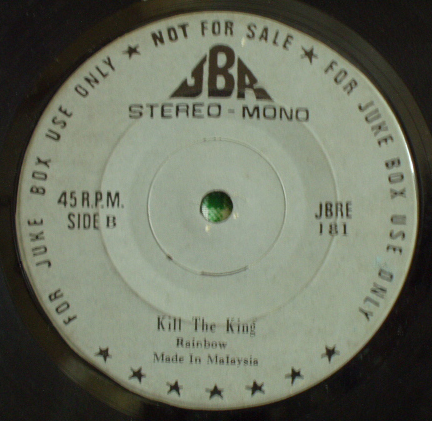 FOR JUKE BOX USE ONLY ★ NOT FOR SALE ★ FOR JUKE BOX USE ONLY
JBA
STEREO - MONO
45 R.P.M.
SIDE B
JBRE
181
Kill The King
Rainbow
Made In Malaysia